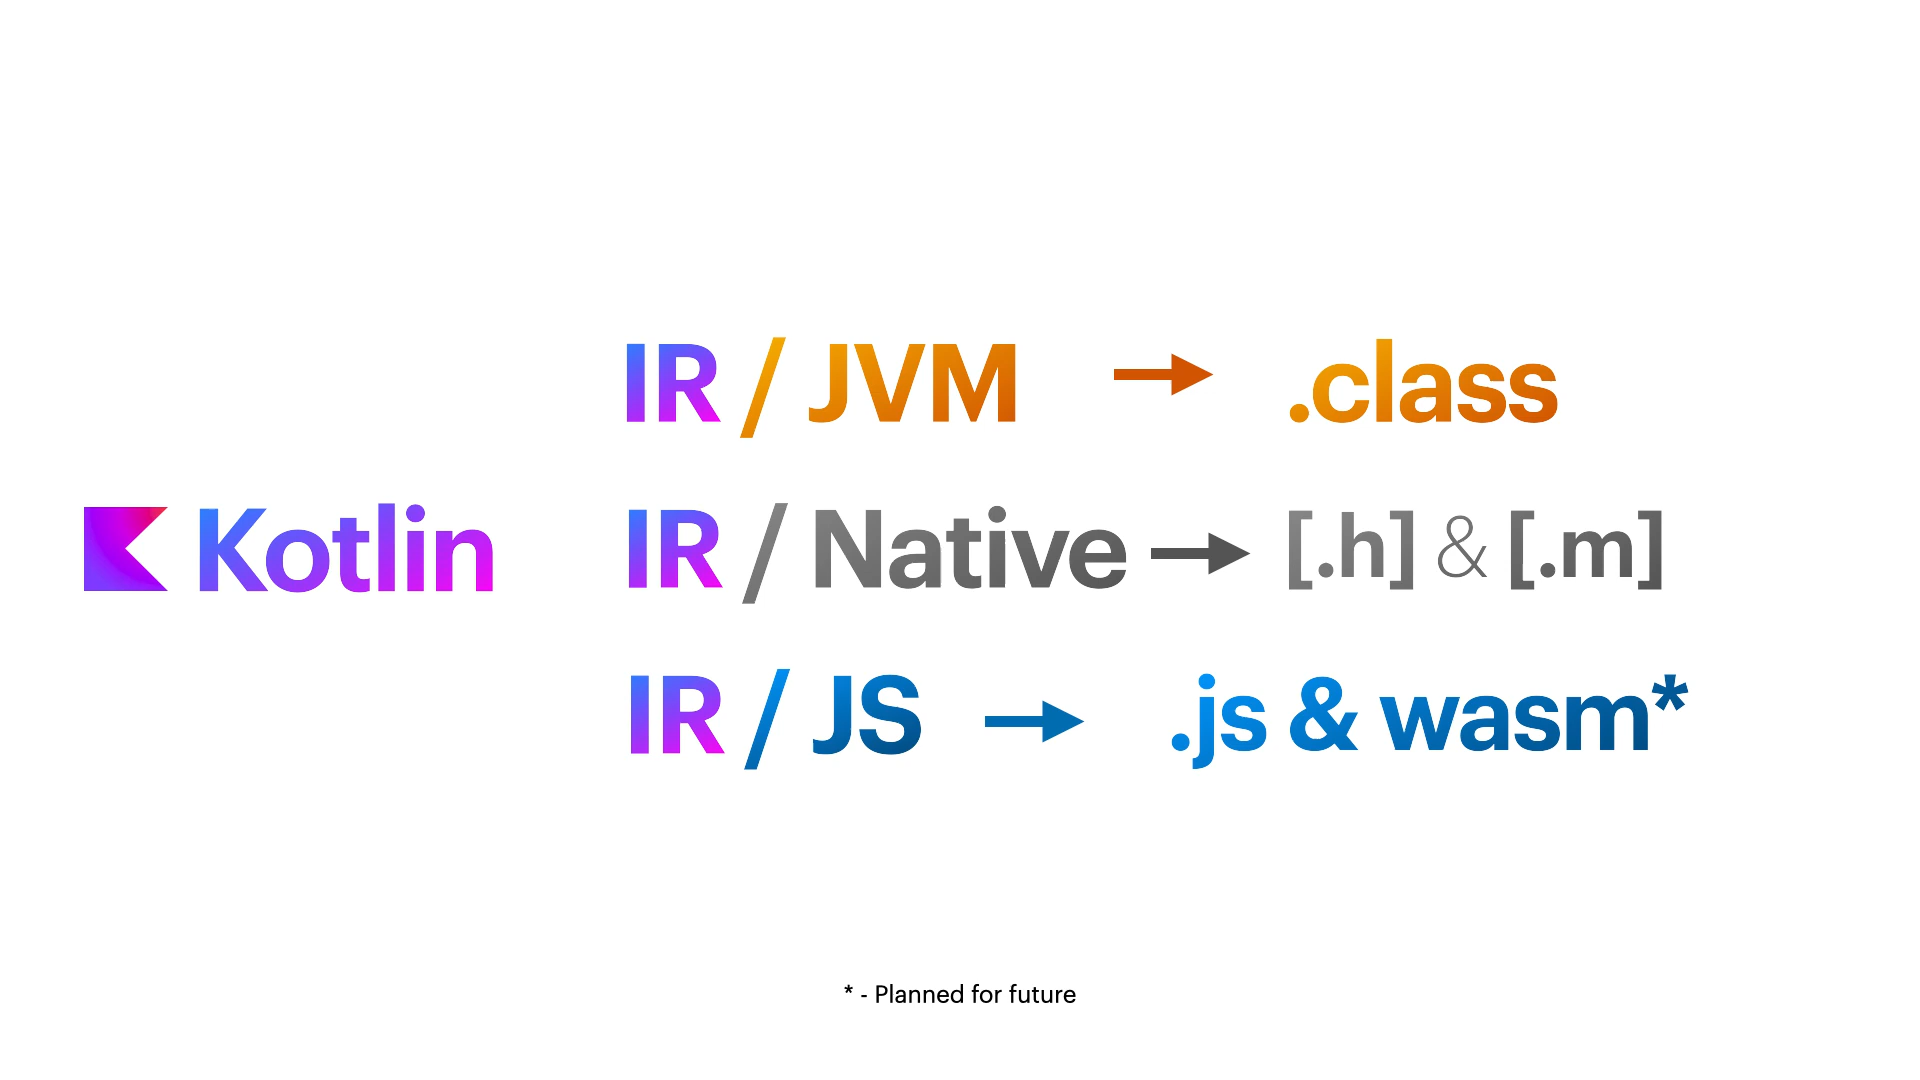 IR / JVM → .class
Kotlin IR / Native → [.h] & [.m]
IR / JS → .js & wasm*
* - Planned for future